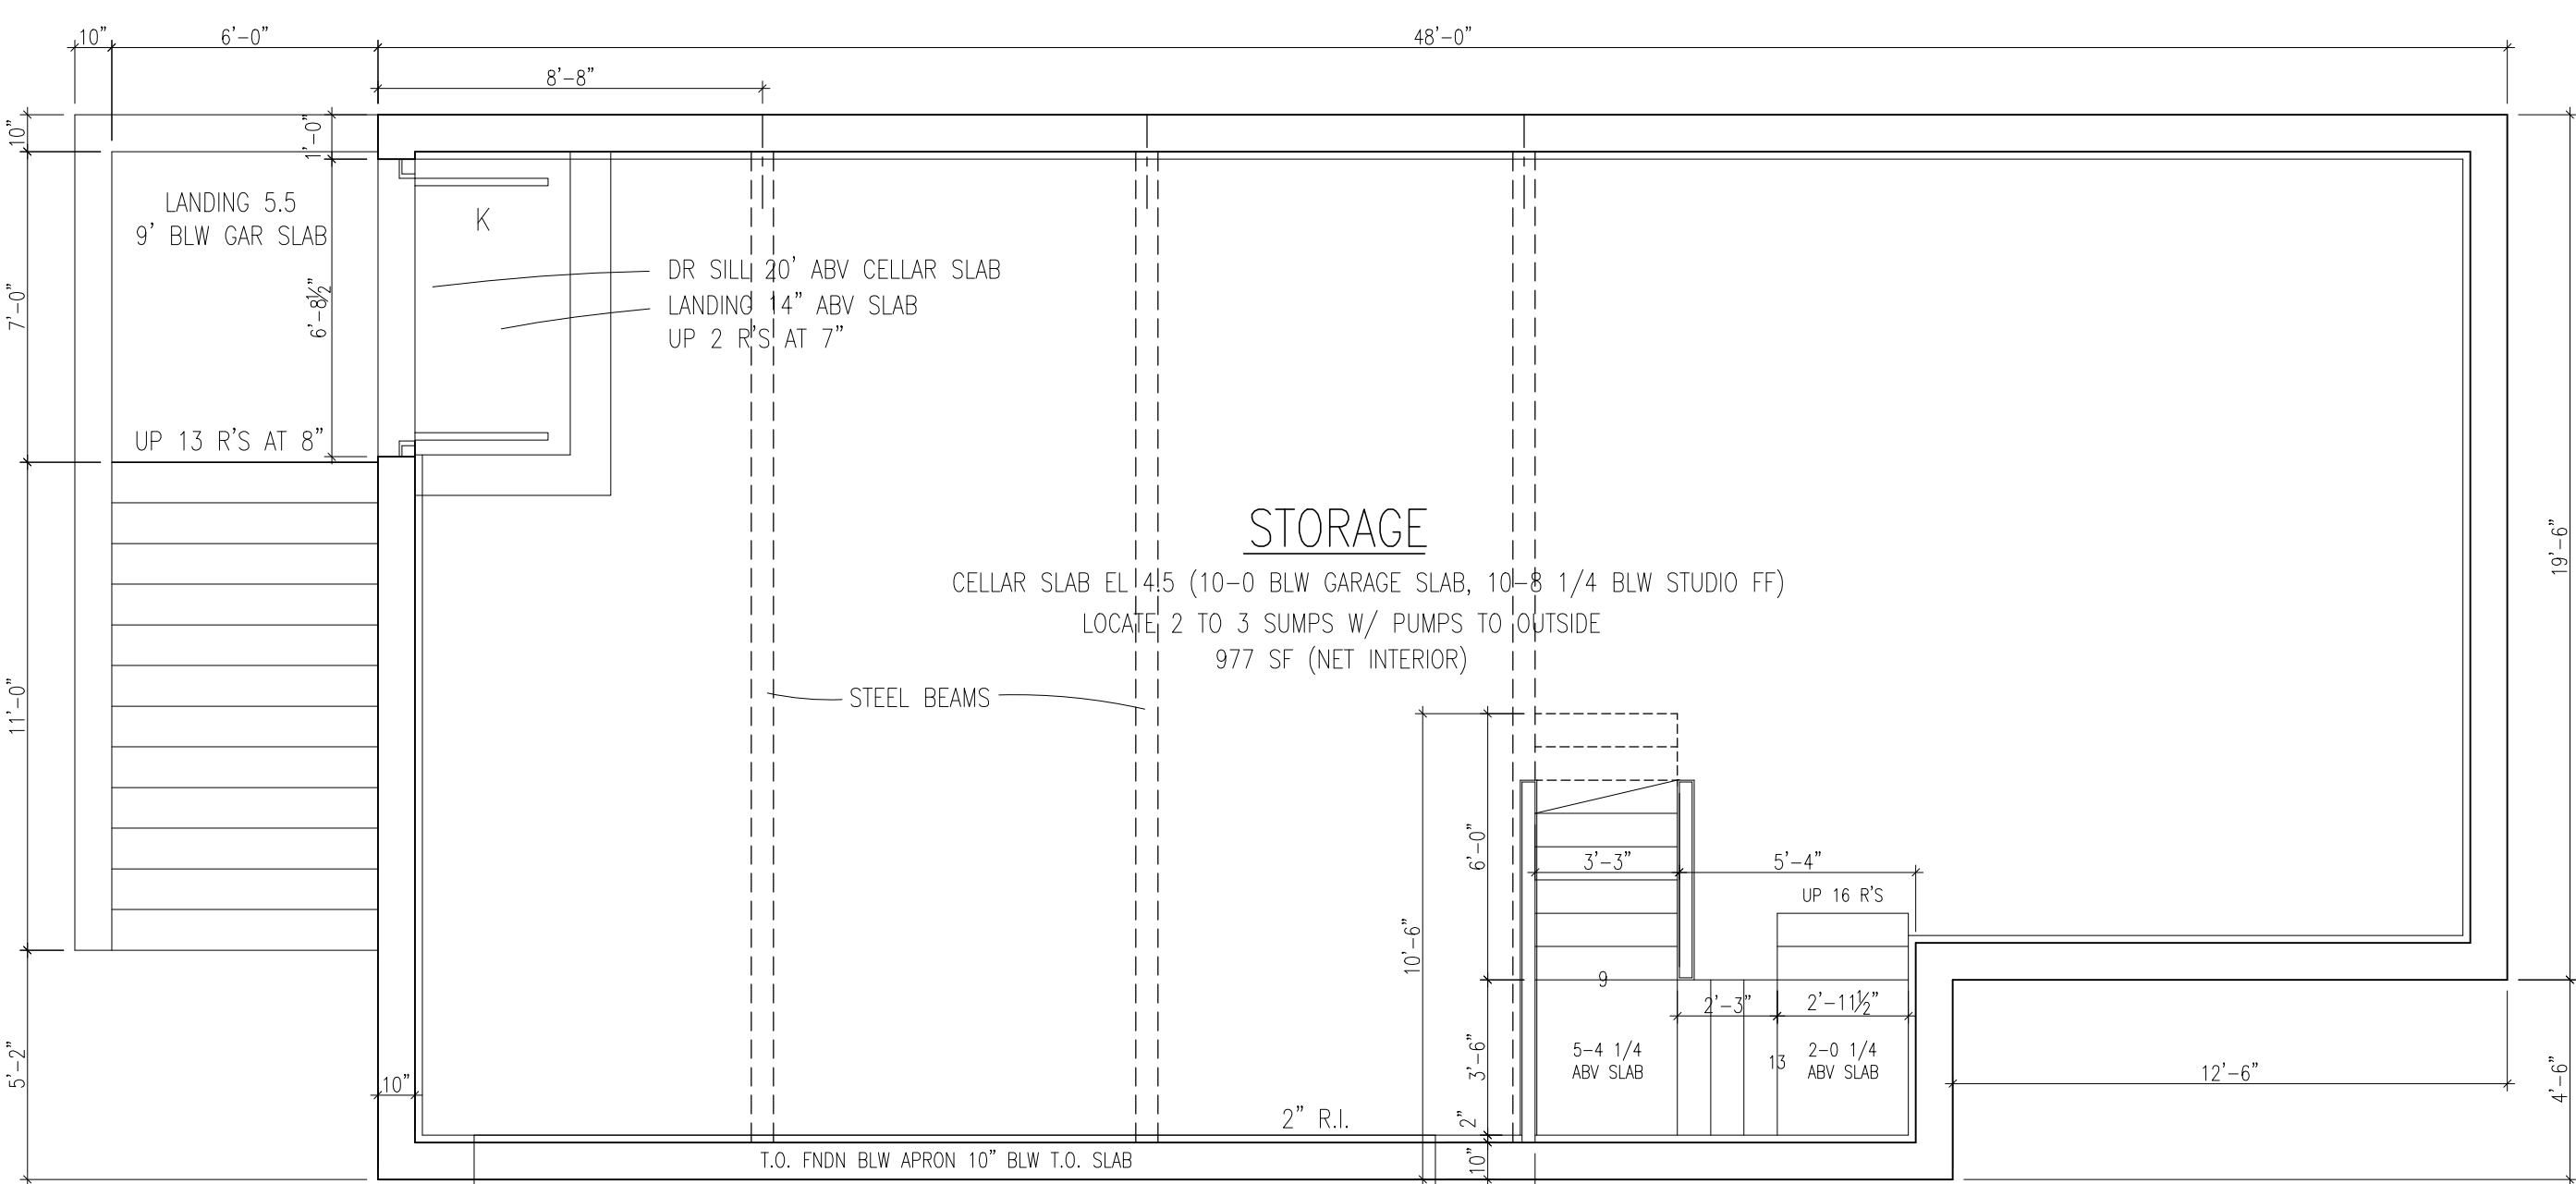 10" 6'-0" 48'-0"
8'-8"
10"
1'-0"
LANDING 5.5
9' BLW GAR SLAB
K
DR SILL 20' ABV CELLAR SLAB
LANDING 14" ABV SLAB
UP 2 R'S AT 7"
7'-0"
6'-8½"
UP 13 R'S AT 8"
STORAGE
19'-6"
CELLAR SLAB EL 4.5 (10-0 BLW GARAGE SLAB, 10-8 1/4 BLW STUDIO FF)
LOCATE 2 TO 3 SUMPS W/ PUMPS TO OUTSIDE
977 SF (NET INTERIOR)
STEEL BEAMS
11'-0"
6'-0"
3'-3" 5'-4"
UP 16 R'S
10'-6"
9
2'-3" 2'-11½"
5-4 1/4
ABV SLAB
13
2-0 1/4
ABV SLAB
3'-6"
5'-2"
10"
12'-6"
4'-6"
2" R.I.
2"
T.O. FNDN BLW APRON 10" BLW T.O. SLAB
10"